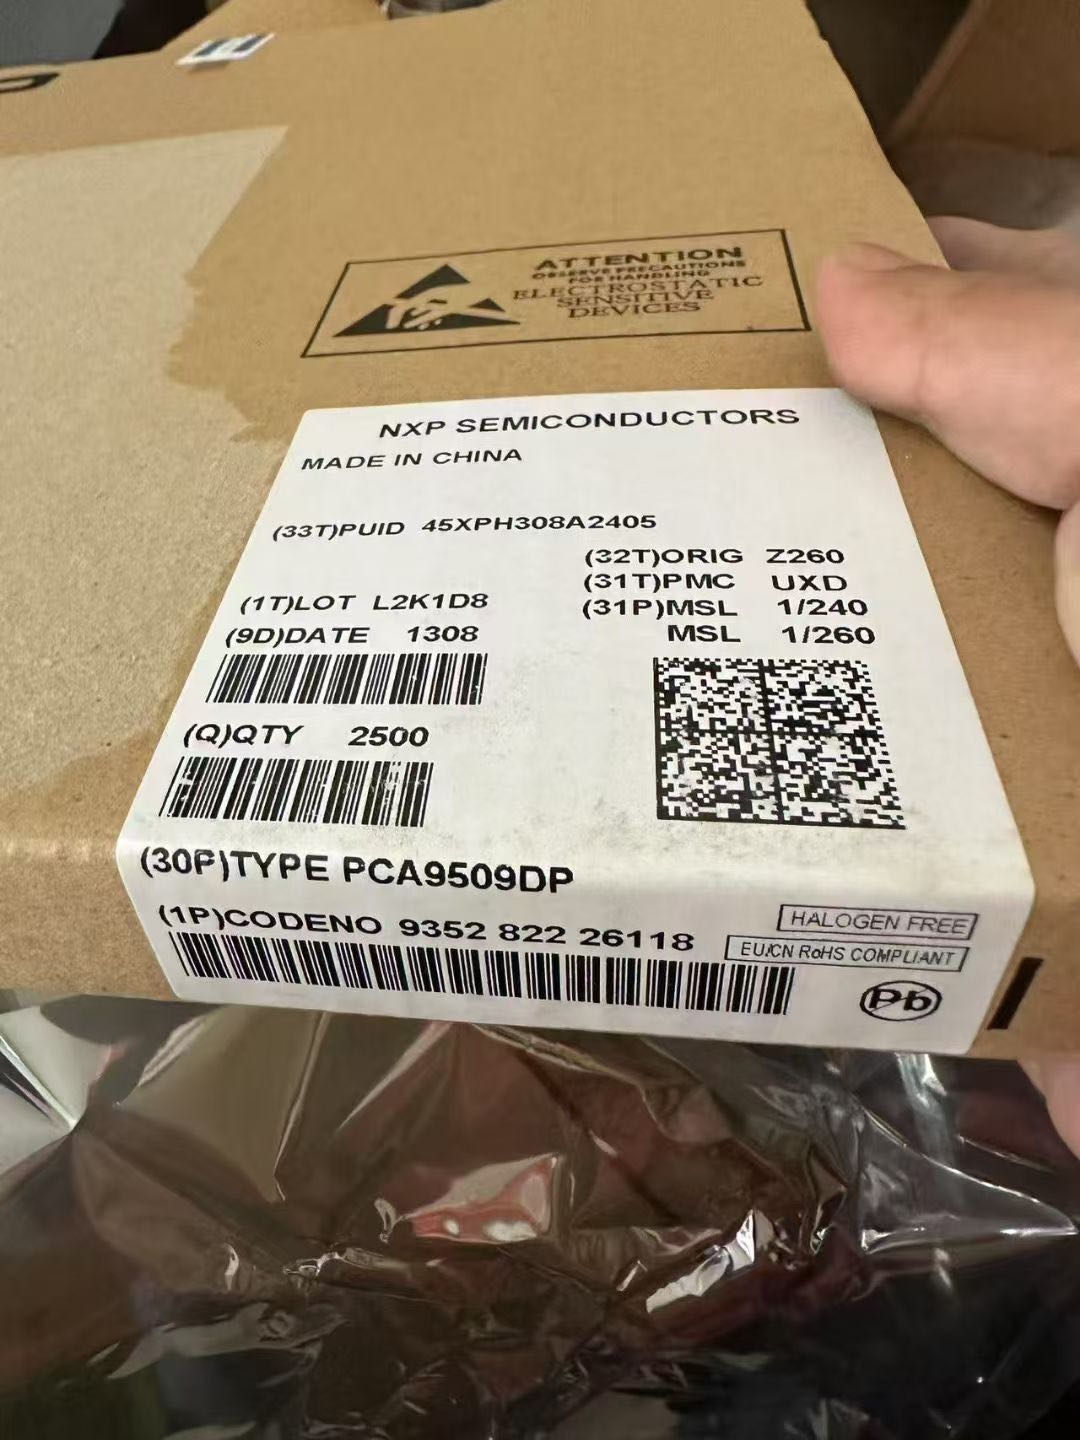 ATTENTION
OBSERVE PRECAUTIONS
FOR HANDLING
ELECTROSTATIC
SENSITIVE
DEVICES
NXP SEMICONDUCTORS
MADE IN CHINA
(33T)PUID 45XPH308A2405
(32T)ORIG Z260
(31T)PMC UXD
(1T)LOT L2K1D8
(31P)MSL 1/240
(9D)DATE 1308
MSL 1/260
(Q)QTY 2500
(30P)TYPE PCA9509DP
(1P)CODENO 9352 822 26118
HALOGEN FREE
EU/CN RoHS COMPLIANT
Pb